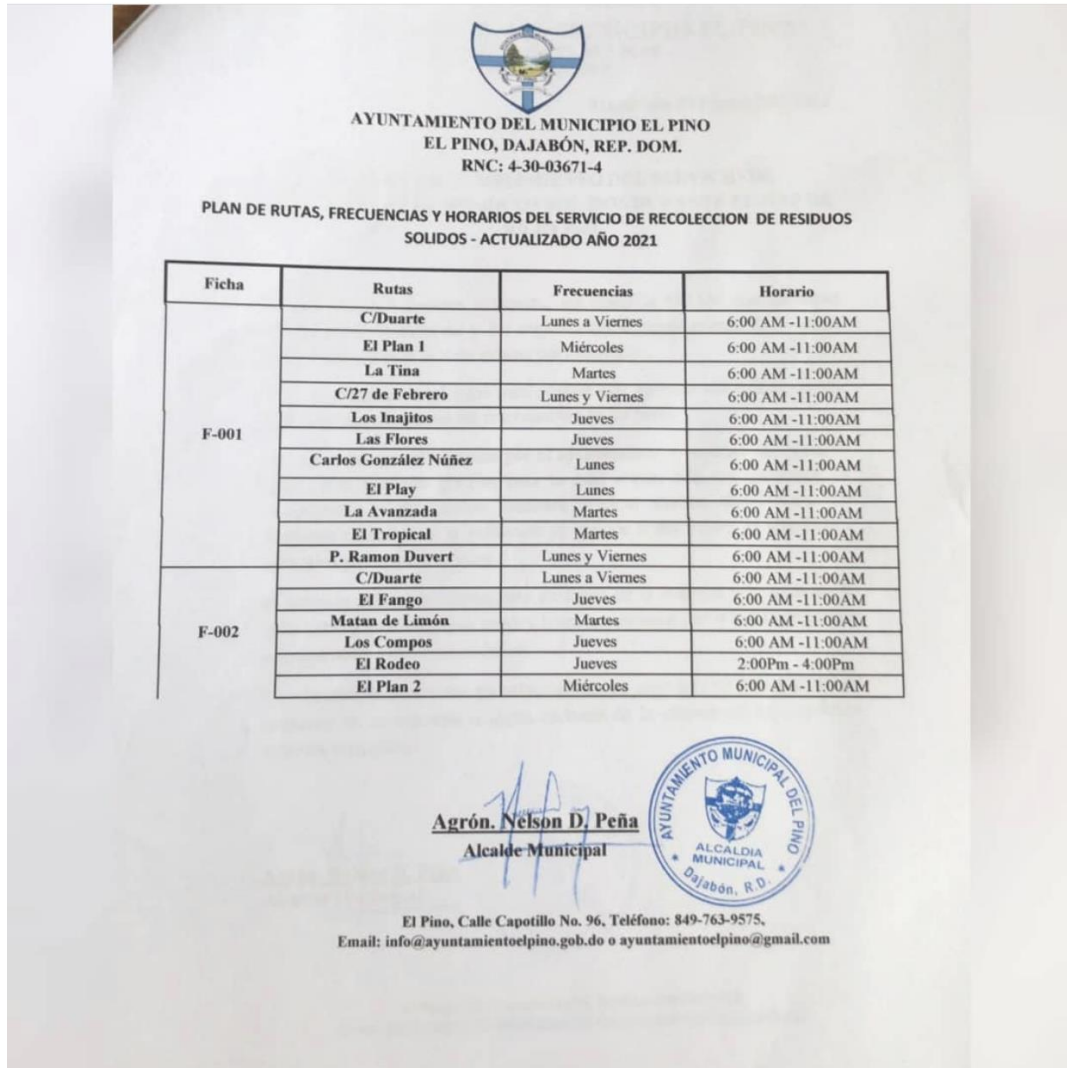 AYUNTAMIENTO DEL MUNICIPIO EL PINO
EL PINO, DAJABÓN, REP. DOM.
RNC: 4-30-03671-4
PLAN DE RUTAS, FRECUENCIAS Y HORARIOS DEL SERVICIO DE RECOLECCION DE RESIDUOS
SOLIDOS - ACTUALIZADO AÑO 2021
Ficha Rutas Frecuencias Horario
F-001
C/Duarte Lunes a Viernes 6:00 AM -11:00AM
El Plan 1 Miércoles 6:00 AM -11:00AM
La Tina Martes 6:00 AM -11:00AM
C/27 de Febrero Lunes y Viernes 6:00 AM -11:00AM
Los Inajitos Jueves 6:00 AM -11:00AM
Las Flores Jueves 6:00 AM -11:00AM
Carlos González Núñez Lunes 6:00 AM -11:00AM
El Play Lunes 6:00 AM -11:00AM
La Avanzada Martes 6:00 AM -11:00AM
El Tropical Martes 6:00 AM -11:00AM
P. Ramon Duvert Lunes y Viernes 6:00 AM -11:00AM
F-002
C/Duarte Lunes a Viernes 6:00 AM -11:00AM
El Fango Jueves 6:00 AM -11:00AM
Matan de Limón Martes 6:00 AM -11:00AM
Los Compos Jueves 6:00 AM -11:00AM
El Rodeo Jueves 2:00Pm - 4:00Pm
El Plan 2 Miércoles 6:00 AM -11:00AM
Agrón. Nelson D. Peña
Alcalde Municipal
AYUNTAMIENTO MUNICIPAL DEL PINO
ALCALDIA
MUNICIPAL
Dajabón, R.D.
El Pino, Calle Capotillo No. 96, Teléfono: 849-763-9575,
Email: info@ayuntamientoelpino.gob.do o ayuntamientoelpino@gmail.com